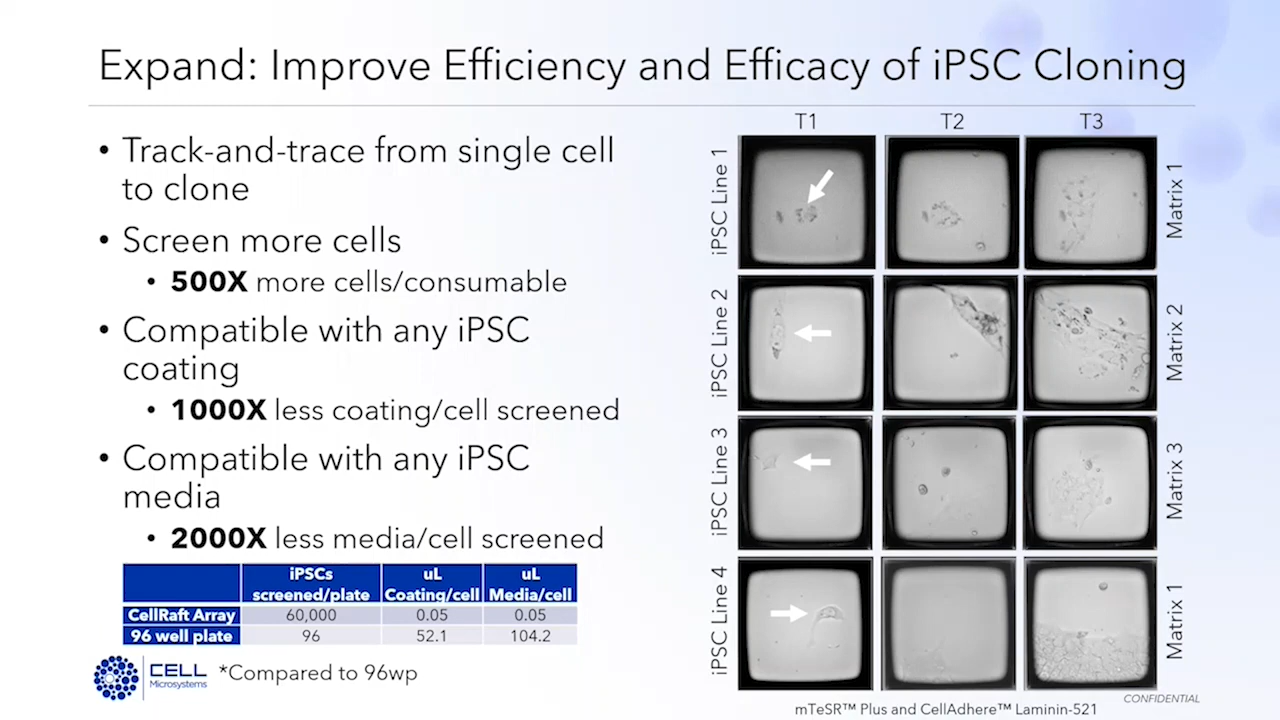 Expand: Improve Efficiency and Efficacy of iPSC Cloning
• Track-and-trace from single cell
to clone
• Screen more cells
• 500X more cells/consumable
• Compatible with any iPSC
coating
• 1000X less coating/cell screened
• Compatible with any iPSC
media
• 2000X less media/cell screened
iPSCs screened/plate uL Coating/cell uL Media/cell
CellRaft Array 60,000 0.05 0.05
96 well plate 96 52.1 104.2
CELL
Microsystems
*Compared to 96wp
T1 T2 T3
iPSC Line 1 Matrix 1
iPSC Line 2 Matrix 2
iPSC Line 3 Matrix 3
iPSC Line 4 Matrix 1
CONFIDENTIAL
mTeSR™ Plus and CellAdhere™ Laminin-521